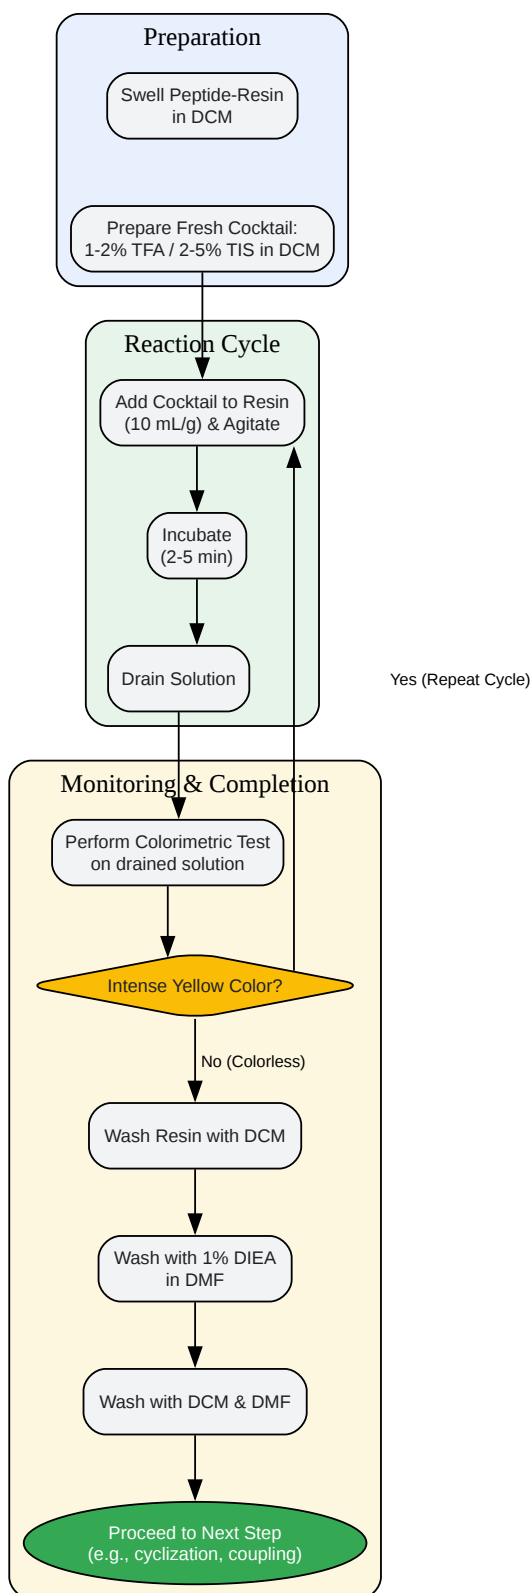 Preparation
Swell Peptide-Resin
in DCM
Prepare Fresh Cocktail:
1-2% TFA / 2-5% TIS in DCM
Reaction Cycle
Add Cocktail to Resin
(10 mL/g) & Agitate
Incubate
(2-5 min)
Drain Solution
Yes (Repeat Cycle)
Monitoring & Completion
Perform Colorimetric Test
on drained solution
Intense Yellow Color?
No (Colorless)
Wash Resin with DCM
Wash with 1% DIEA
in DMF
Wash with DCM & DMF
Proceed to Next Step
(e.g., cyclization, coupling)